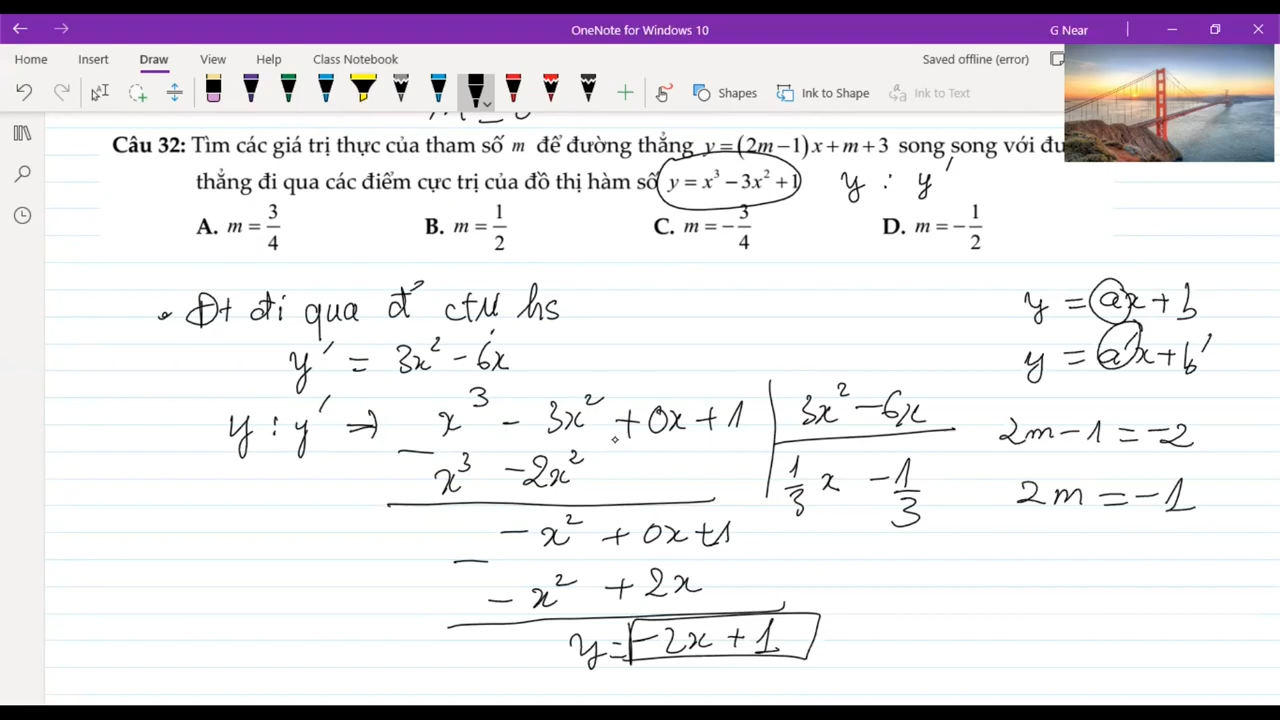 OneNote for Windows 10
G Near
Home Insert Draw View Help Class Notebook
Saved offline (error)
Shapes Ink to Shape Ink to Text
Câu 32: Tìm các giá trị thực của tham số m để đường thẳng y = (2m − 1)x + m + 3 song song với
thẳng đi qua các điểm cực trị của đồ thị hàm số y = x³ − 3x² + 1 y : y'
A. m = 3/4 B. m = 1/2 C. m = −3/4 D. m = −1/2
Đt đi qua đ' ctrị hs
y = ax + b
y' = 3x² − 6x
y = a'x + b'
y : y' ⇒ x³ − 3x² + 0x + 1 | 3x² − 6x
2m − 1 = −2
− x³ − 2x² 1/3 x − 1/3
2m = −1
− x² + 0x + 1
− − x² + 2x
y = −2x + 1